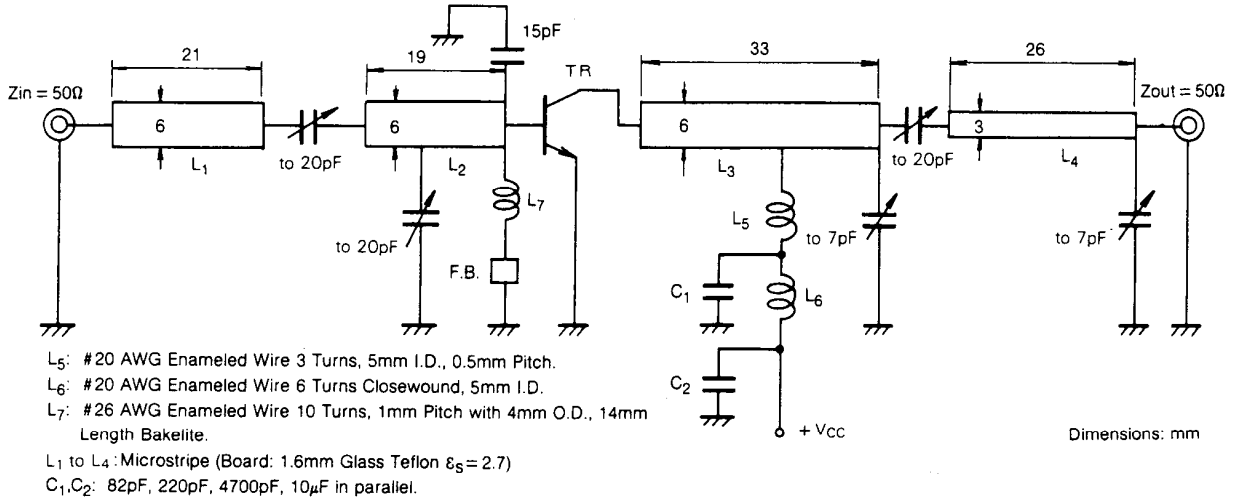 15pF
21
19
TR
33
26
Zin = 50Ω
Zout = 50Ω
6
6
6
3
to 20pF
L1
L2
L3
to 20pF
L4
L7
L5
to 7pF
to 7pF
to 20pF
F.B.
C1
L6
L5: #20 AWG Enameled Wire 3 Turns, 5mm I.D., 0.5mm Pitch.
L6: #20 AWG Enameled Wire 6 Turns Closewound, 5mm I.D.
C2
L7: #26 AWG Enameled Wire 10 Turns, 1mm Pitch with 4mm O.D., 14mm
Length Bakelite.
+ VCC
Dimensions: mm
L1 to L4: Microstripe (Board: 1.6mm Glass Teflon εs = 2.7)
C1,C2: 82pF, 220pF, 4700pF, 10μF in parallel.